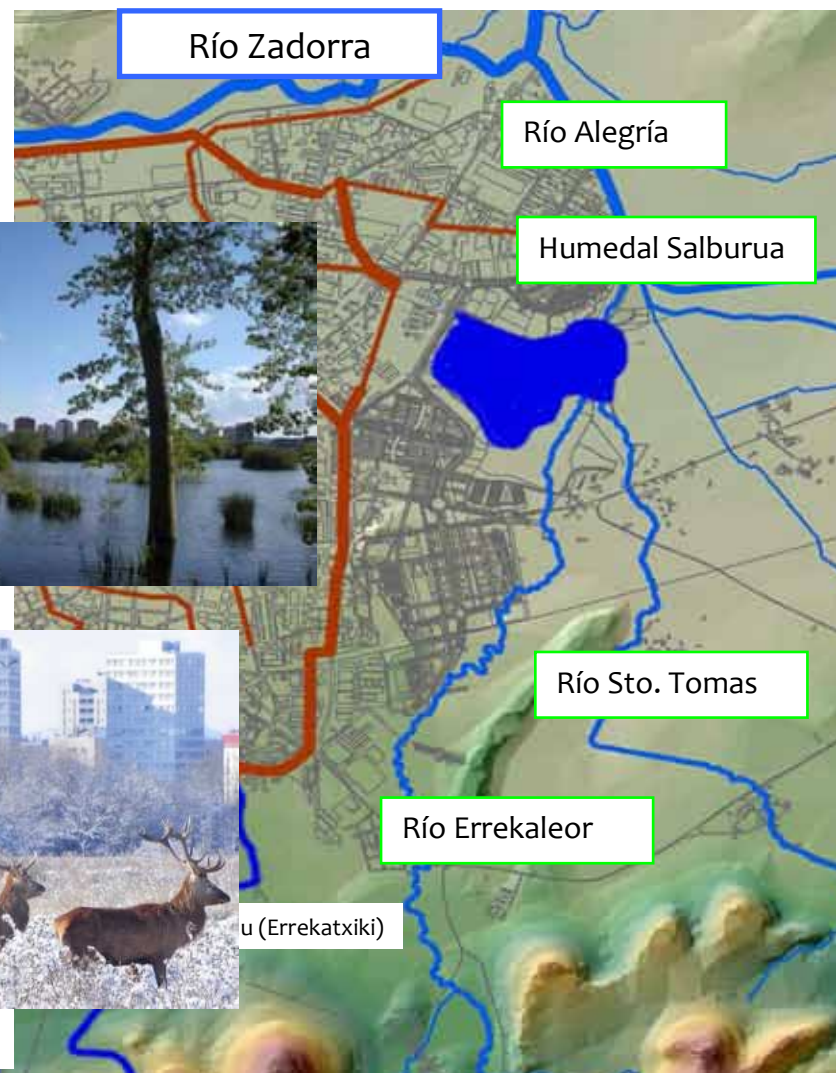 Río Zadorra
Río Alegría
Humedal Salburua
Río Sto. Tomas
Río Errekaleor
u (Errekatxiki)